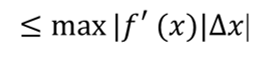 ≤ max |f′ (x)|Δx|